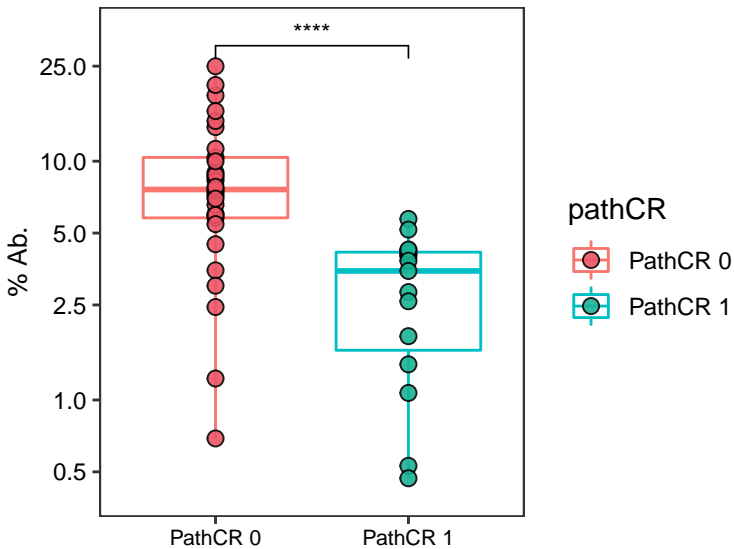 ****
25.0
10.0
5.0
2.5
1.0
0.5
% Ab.
PathCR 0
PathCR 1
pathCR
PathCR 0
PathCR 1